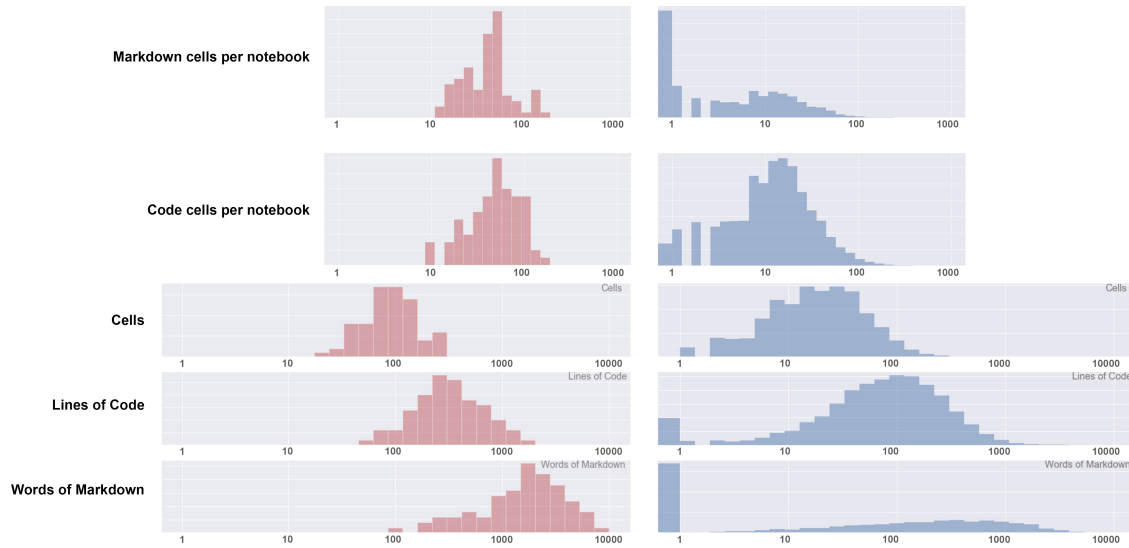 Markdown cells per notebook
1 10 100 1000 1 10 100 1000
Code cells per notebook
1 10 100 1000 1 10 100 1000
Cells Cells
Cells
1 10 100 1000 10000 1 10 100 1000 10000
Lines of Code Lines of Code
Lines of Code
1 10 100 1000 10000 1 10 100 1000 10000
Words of Markdown Words of Markdown
Words of Markdown
1 10 100 1000 10000 1 10 100 1000 10000